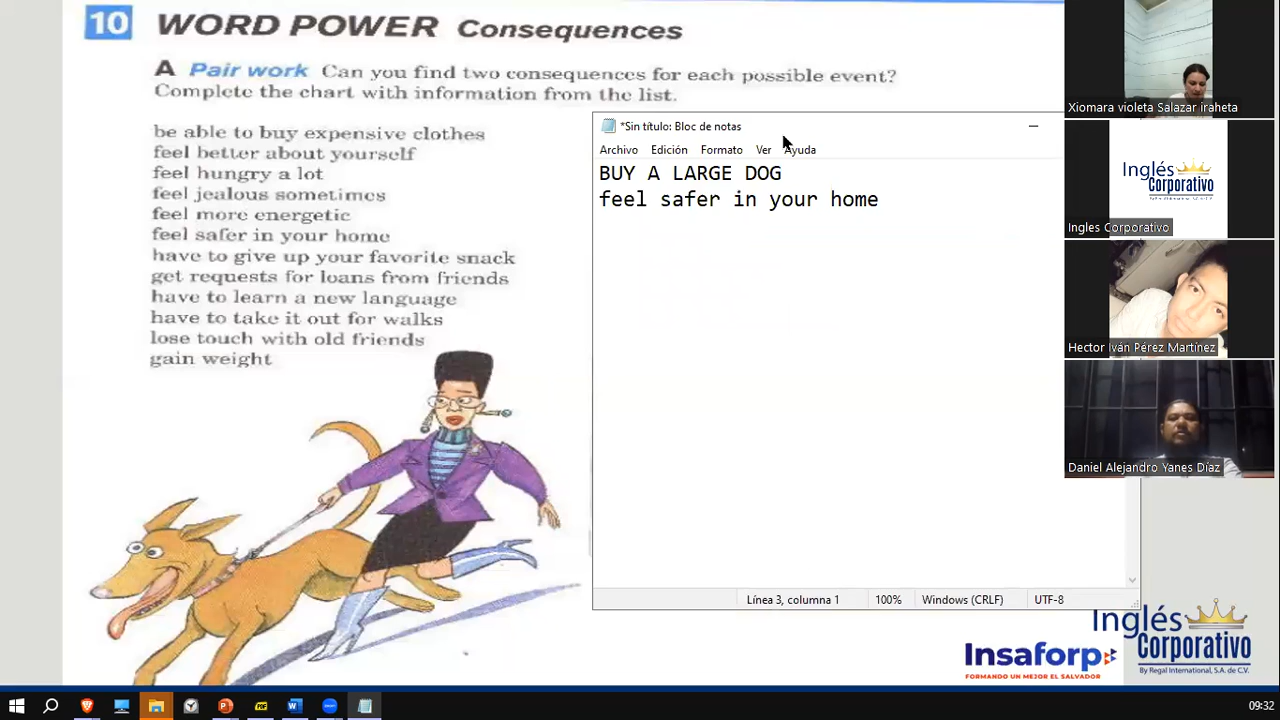 10 WORD POWER Consequences
A Pair work Can you find two consequences for each possible event?
Complete the chart with information from the list.
be able to buy expensive clothes
feel better about yourself
feel hungry a lot
feel jealous sometimes
feel more energetic
feel safer in your home
have to give up your favorite snack
get requests for loans from friends
have to learn a new language
have to take it out for walks
lose touch with old friends
gain weight
*Sin título: Bloc de notas
Archivo Edición Formato Ver Ayuda
BUY A LARGE DOG
feel safer in your home
Línea 3, columna 1 100% Windows (CRLF) UTF-8
Xiomara violeta Salazar iraheta
Inglés
Corporativo
Ingles Corporativo
Hector Iván Pérez Martínez
Daniel Alejandro Yanes Díaz
Insaforp
FORMANDO UN MEJOR EL SALVADOR
Inglés
Corporativo
By Regal International, S.A. de C.V.
09:32